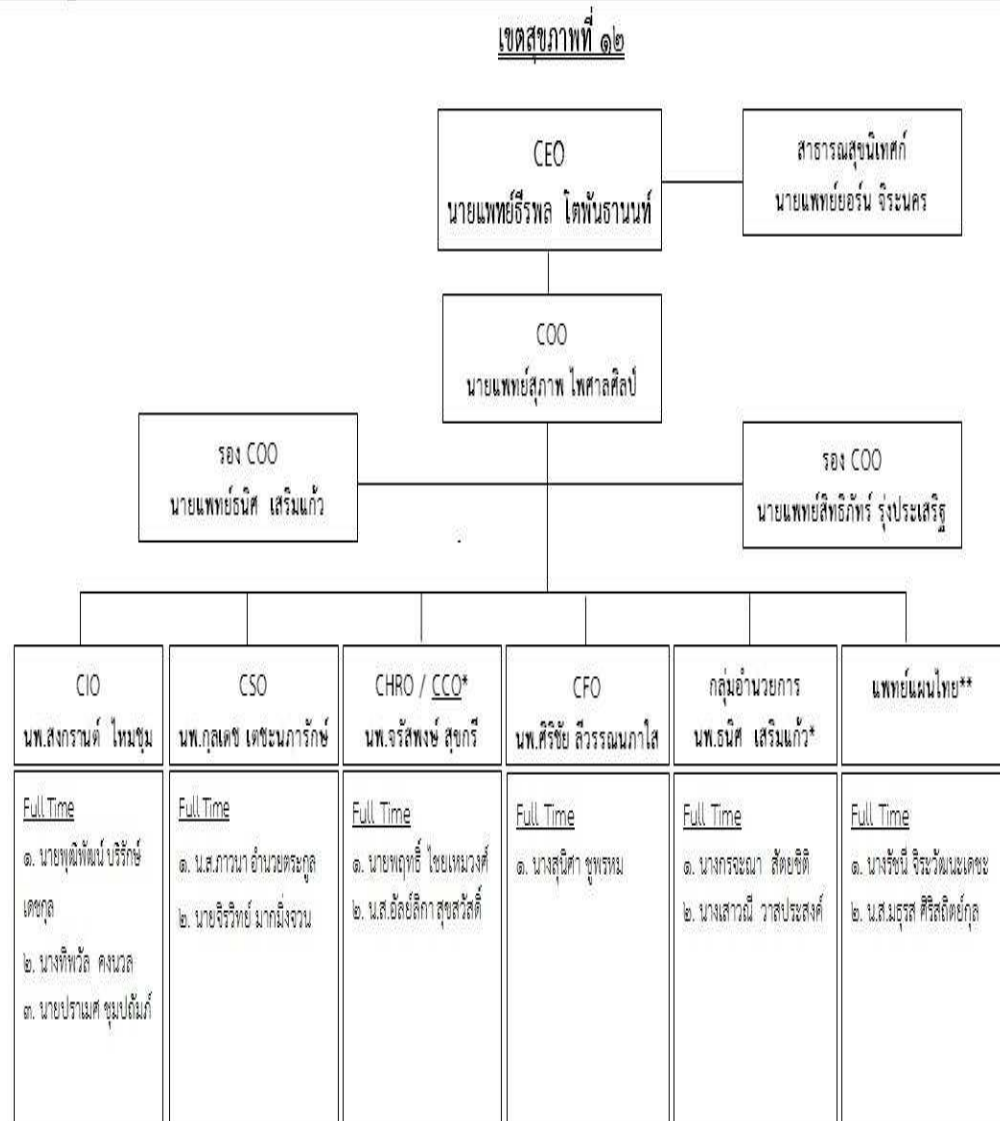 เขตสุขภาพที่ ๑๒
CEO
นายแพทย์ธีรพล โตพันธานนท์
สาธารณสุขนิเทศก์
นายแพทย์ยอร์น จิระนคร
COO
นายแพทย์สุภาพ ไพศาลศิลป์
รอง COO
นายแพทย์ธนิศ เสริมแก้ว
รอง COO
นายแพทย์สิทธิภัทร์ รุ่งประเสริฐ
CIO
นพ.สงกรานต์ ไหมชุม
CSO
นพ.กุลเดช เตชะนภารักษ์
CHRO / CCO*
นพ.จรัสพงษ์ สุขกรี
CFO
นพ.ศิริชัย ลีวรรณนภาใส
กลุ่มอำนวยการ
นพ.ธนิศ เสริมแก้ว*
แพทย์แผนไทย**
Full Time
๑. นายพุฒิพัฒน์ บริรักษ์
เดชกุล
๒. นางทิพวัล คงนวล
๓. นายปราเมศ ชุมปถัมภ์
Full Time
๑. น.ส.ภาวนา อำนวยตระกูล
๒. นายจิรวิทย์ มากมิ่งจวน
Full Time
๑. นายพฤทธิ์ ไชยเหมวงศ์
๒. น.ส.อัลย์ลิกา สุขสวัสดิ์
Full Time
๑. นางสุนิศา ชูพรหม
Full Time
๑. นางกรจะณา สัตยชิติ
๒. นางเสาวณี วาสประสงค์
Full Time
๑. นางรัชนี จิระวัฒนะเดชะ
๒. น.ส.มธุรส ศิริสถิตย์กุล